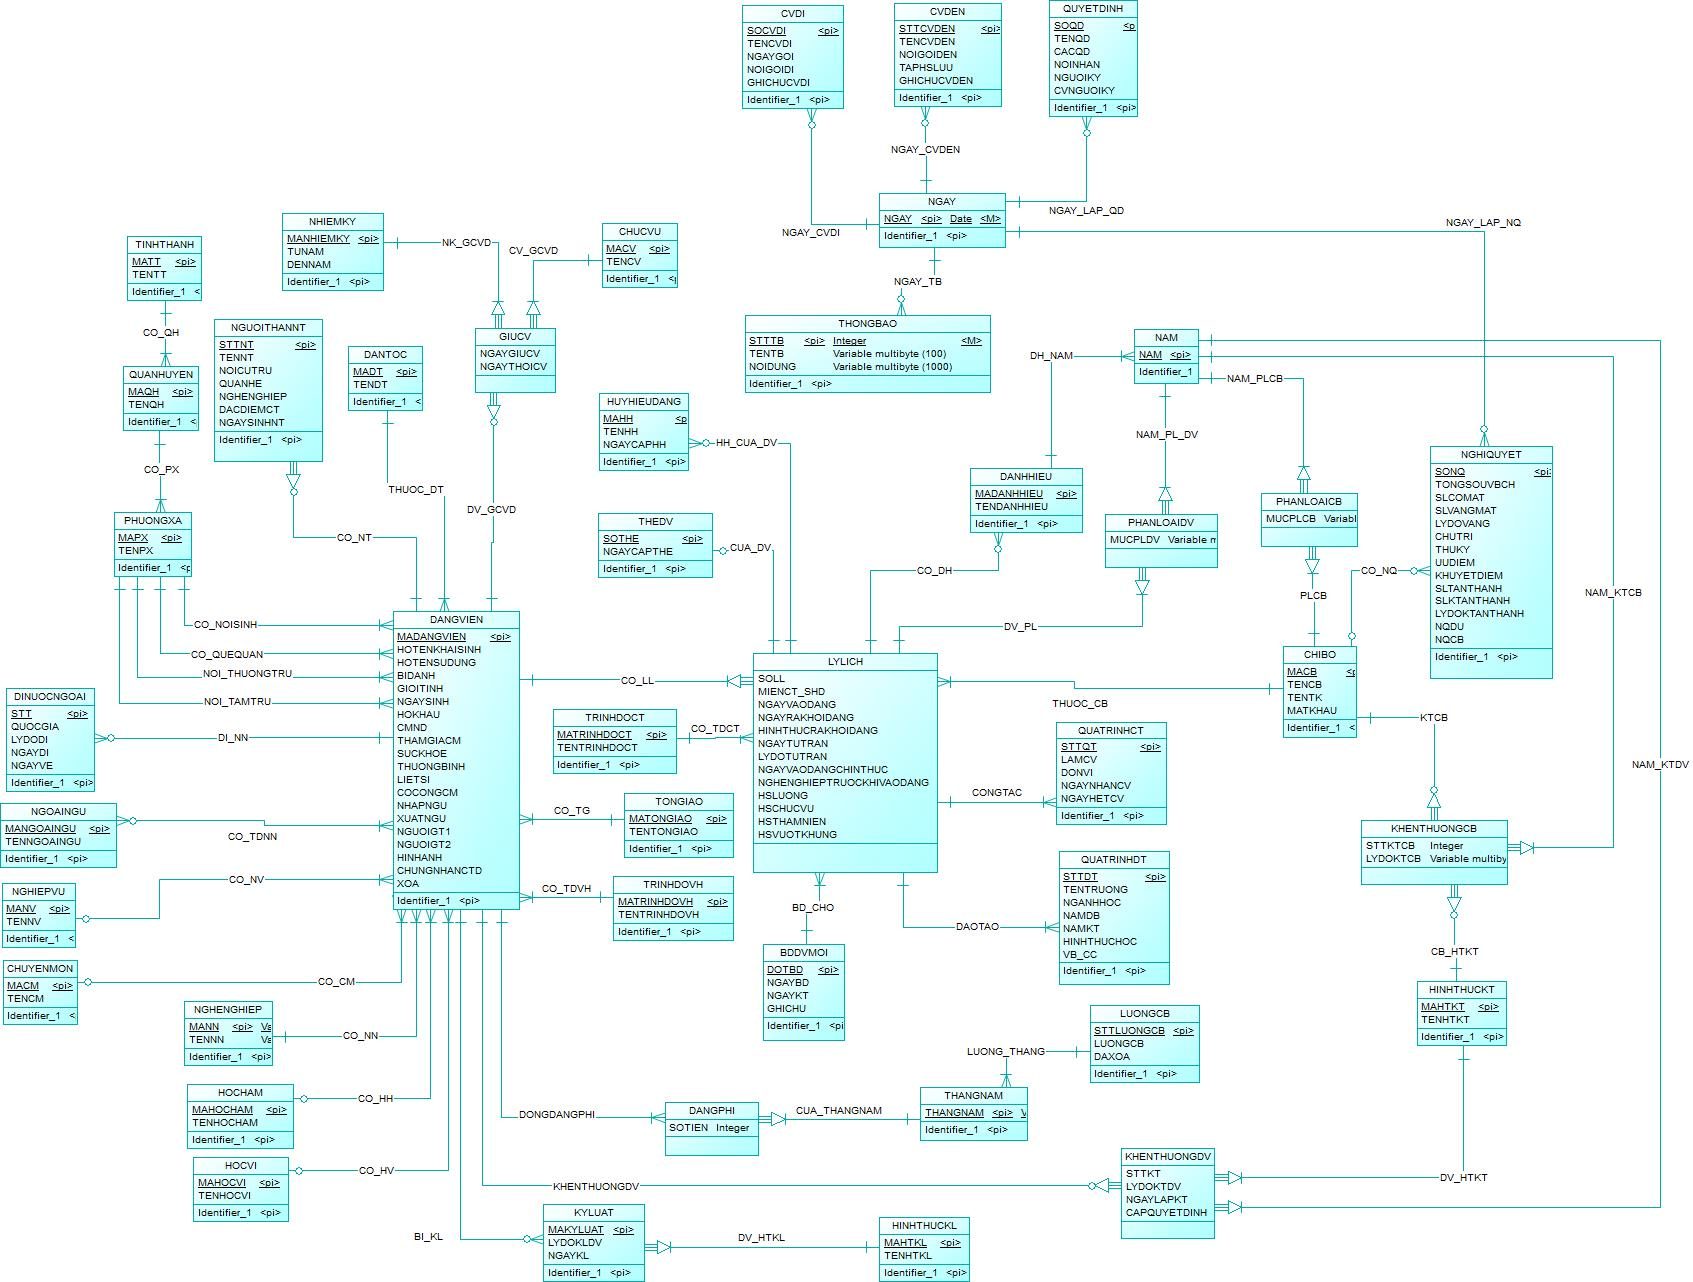 CVDI
SOCVDI <pi>
TENCVDI
NGAYGOI
NOIGOIDI
GHICHUCVDI
Identifier_1 <pi>
CVDEN
STTCVDEN <pi>
TENCVDEN
NOIGOIDEN
TAPHSLUU
GHICHUCVDEN
Identifier_1 <pi>
QUYETDINH
SOQD <p
TENQD
CACQD
NOINHAN
NGUOIKY
CVNGUOIKY
Identifier_1 <pi>
NGAY_CVDEN
NGAY_CVDI
NGAY_LAP_QD
NGAY_LAP_NQ
NGAY
NGAY <pi> Date <M>
Identifier_1 <pi>
NGAY_TB
THONGBAO
STTTB <pi> Integer <M>
TENTB Variable multibyte (100)
NOIDUNG Variable multibyte (1000)
Identifier_1 <pi>
TINHTHANH
MATT <pi>
TENTT
Identifier_1 <
CO_QH
QUANHUYEN
MAQH <pi>
TENQH
Identifier_1 <
CO_PX
PHUONGXA
MAPX <pi>
TENPX
Identifier_1 <p
NHIEMKY
MANHIEMKY <pi>
TUNAM
DENNAM
Identifier_1 <pi>
NK_GCVD
CV_GCVD
CHUCVU
MACV <pi>
TENCV
Identifier_1 <p
NGUOITHANNT
STTNT <pi>
TENNT
NOICUTRU
QUANHE
NGHENGHIEP
DACDIEMCT
NGAYSINHNT
Identifier_1 <pi>
CO_NT
DANTOC
MADT <pi>
TENDT
Identifier_1 <
THUOC_DT
GIUCV
NGAYGIUCV
NGAYTHOICV
DV_GCVD
HUYHIEUDANG
MAHH <p
TENHH
NGAYCAPHH
Identifier_1 <pi>
HH_CUA_DV
THEDV
SOTHE <pi>
NGAYCAPTHE
Identifier_1 <pi>
CUA_DV
NAM
NAM <pi>
Identifier_1
DH_NAM
NAM_PLCB
NAM_PL_DV
DANHHIEU
MADANHHIEU <pi>
TENDANHHIEU
Identifier_1 <pi>
CO_DH
PHANLOAIDV
MUCPLDV Variable m
DV_PL
PHANLOAICB
MUCPLCB Variabl
PLCB
NGHIQUYET
SONQ <pi
TONGSOUVBCH
SLCOMAT
SLVANGMAT
LYDOVANG
CHUTRI
THUKY
UUDIEM
KHUYETDIEM
SLTANTHANH
SLKTANTHANH
LYDOKTANTHANH
NQDU
NQCB
Identifier_1 <pi>
CO_NQ
NAM_KTCB
NAM_KTDV
CHIBO
MACB <p
TENCB
TENTK
MATKHAU
Identifier_1 <
THUOC_CB
KTCB
CO_NOISINH
CO_QUEQUAN
NOI_THUONGTRU
NOI_TAMTRU
DANGVIEN
MADANGVIEN <pi>
HOTENKHAISINH
HOTENSUDUNG
BIDANH
GIOITINH
NGAYSINH
HOKHAU
CMND
THAMGIACM
SUCKHOE
THUONGBINH
LIETSI
COCONGCM
NHAPNGU
XUATNGU
NGUOIGT1
NGUOIGT2
HINHANH
CHUNGNHANCTD
XOA
Identifier_1 <pi>
CO_LL
LYLICH
SOLL
MIENCT_SHD
NGAYVAODANG
NGAYRAKHOIDANG
HINHTHUCRAKHOIDANG
NGAYTUTRAN
LYDOTUTRAN
NGAYVAODANGCHINTHUC
NGHENGHIEPTRUOCKHIVAODANG
HSLUONG
HSCHUCVU
HSTHAMNIEN
HSVUOTKHUNG
DINUOCNGOAI
STT <pi>
QUOCGIA
LYDODI
NGAYDI
NGAYVE
Identifier_1 <pi>
DI_NN
NGOAINGU
MANGOAINGU <pi>
TENNGOAINGU
Identifier_1 <pi>
CO_TDNN
NGHIEPVU
MANV <pi>
TENNV
Identifier_1 <
CO_NV
CHUYENMON
MACM <pi>
TENCM
Identifier_1 <
CO_CM
NGHENGHIEP
MANN <pi> Va
TENNN Va
Identifier_1 <pi>
CO_NN
HOCHAM
MAHOCHAM <pi>
TENHOCHAM
Identifier_1 <pi>
CO_HH
HOCVI
MAHOCVI <pi>
TENHOCVI
Identifier_1 <pi>
CO_HV
TRINHDOCT
MATRINHDOCT <pi>
TENTRINHDOCT
Identifier_1 <pi>
CO_TDCT
TONGIAO
MATONGIAO <pi>
TENTONGIAO
Identifier_1 <pi>
CO_TG
TRINHDOVH
MATRINHDOVH <pi>
TENTRINHDOVH
Identifier_1 <pi>
CO_TDVH
BD_CHO
BDDVMOI
DOTBD <pi>
NGAYBD
NGAYKT
GHICHU
Identifier_1 <pi
QUATRINHCT
STTQT <pi>
LAMCV
DONVI
NGAYNHANCV
NGAYHETCV
Identifier_1 <pi>
CONGTAC
QUATRINHDT
STTDT <pi>
TENTRUONG
NGANHHOC
NAMDB
NAMKT
HINHTHUCHOC
VB_CC
Identifier_1 <pi>
DAOTAO
KHENTHUONGCB
STTKTCB Integer
LYDOKTCB Variable multiby
CB_HTKT
HINHTHUCKT
MAHTKT <pi>
TENHTKT
Identifier_1 <pi>
DV_HTKT
LUONGCB
STTLUONGCB <pi>
LUONGCB
DAXOA
Identifier_1 <pi>
LUONG_THANG
THANGNAM
THANGNAM <pi> V
Identifier_1 <pi>
CUA_THANGNAM
DANGPHI
SOTIEN Integer
DONGDANGPHI
KHENTHUONGDV
STTKT
LYDOKTDV
NGAYLAPKT
CAPQUYETDINH
KHENTHUONGDV
KYLUAT
MAKYLUAT <pi>
LYDOKLDV
NGAYKL
Identifier_1 <pi>
BI_KL
DV_HTKL
HINHTHUCKL
MAHTKL <pi>
TENHTKL
Identifier_1 <pi>